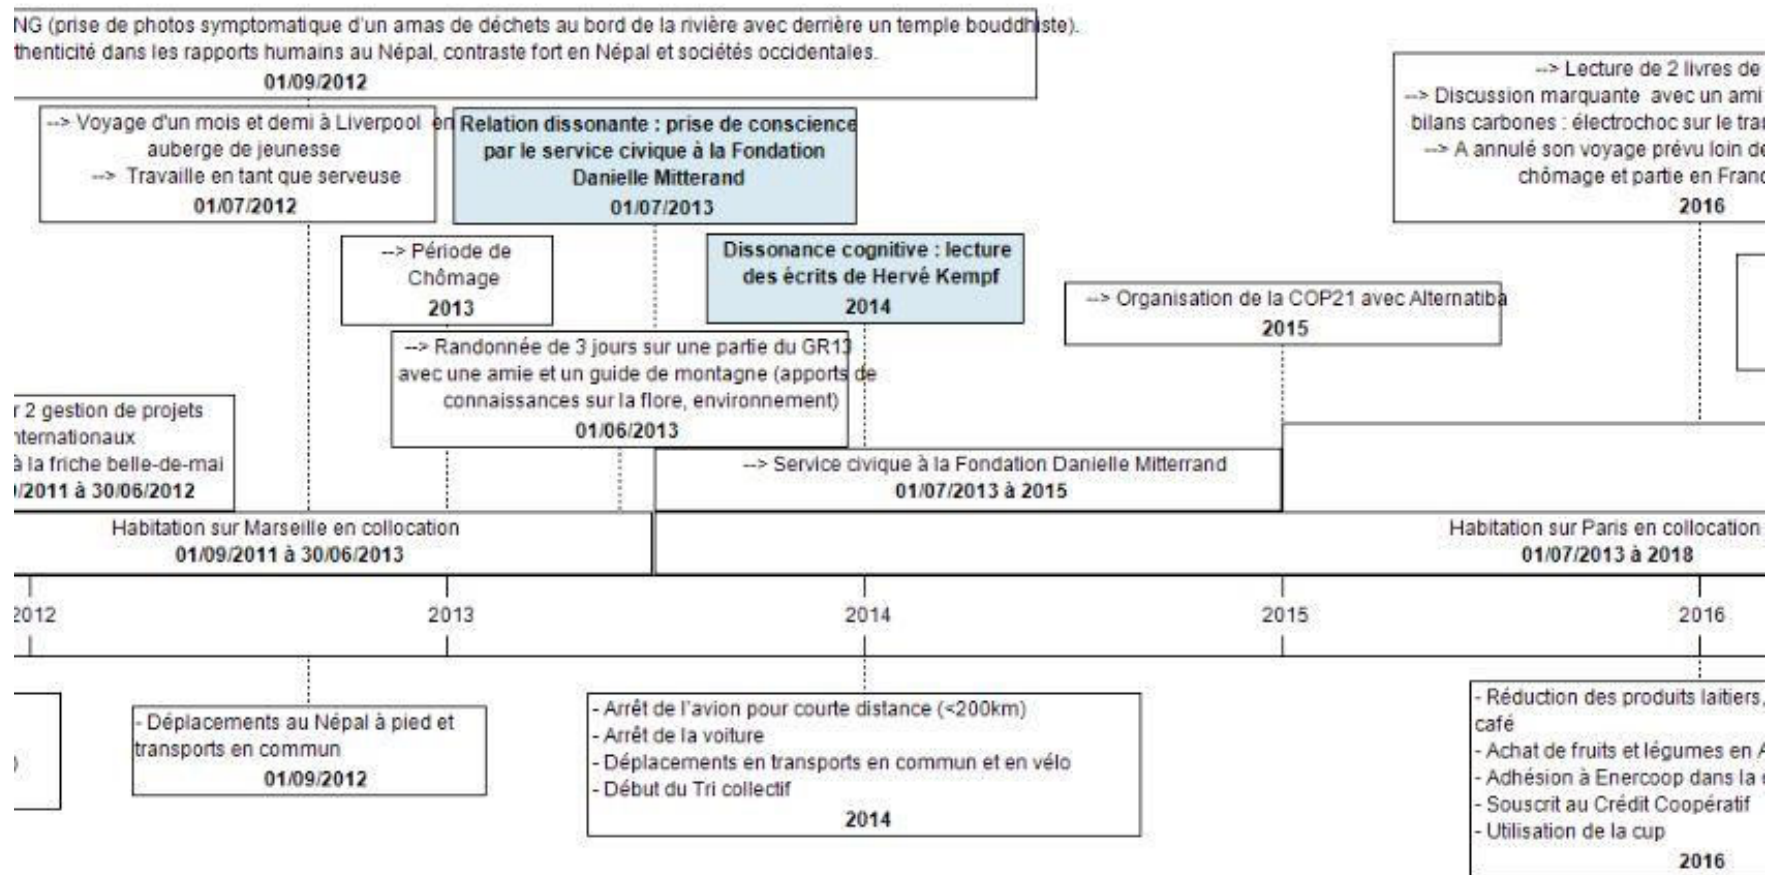 NG (prise de photos symptomatique d'un amas de déchets au bord de la rivière avec derrière un temple bouddhiste).
thenticité dans les rapports humains au Népal, contraste fort en Népal et sociétés occidentales.
01/09/2012
--> Voyage d'un mois et demi à Liverpool en
auberge de jeunesse
--> Travaille en tant que serveuse
01/07/2012
Relation dissonante : prise de conscience
par le service civique à la Fondation
Danielle Mitterand
01/07/2013
--> Lecture de 2 livres de
--> Discussion marquante avec un ami
bilans carbones : électrochoc sur le tra
--> A annulé son voyage prévu loin de
chômage et partie en Franc
2016
--> Période de
Chômage
2013
Dissonance cognitive : lecture
des écrits de Hervé Kempf
2014
--> Organisation de la COP21 avec Alternatiba
2015
--> Randonnée de 3 jours sur une partie du GR13
avec une amie et un guide de montagne (apports de
connaissances sur la flore, environnement)
01/06/2013
r 2 gestion de projets
nternationaux
à la friche belle-de-mai
/2011 à 30/06/2012
--> Service civique à la Fondation Danielle Mitterrand
01/07/2013 à 2015
Habitation sur Marseille en collocation
01/09/2011 à 30/06/2013
Habitation sur Paris en collocation
01/07/2013 à 2018
2012
2013
2014
2015
2016
)
- Déplacements au Népal à pied et
transports en commun
01/09/2012
- Arrêt de l'avion pour courte distance (<200km)
- Arrêt de la voiture
- Déplacements en transports en commun et en vélo
- Début du Tri collectif
2014
- Réduction des produits laitiers,
café
- Achat de fruits et légumes en A
- Adhésion à Enercoop dans la
- Souscrit au Crédit Coopératif
- Utilisation de la cup
2016